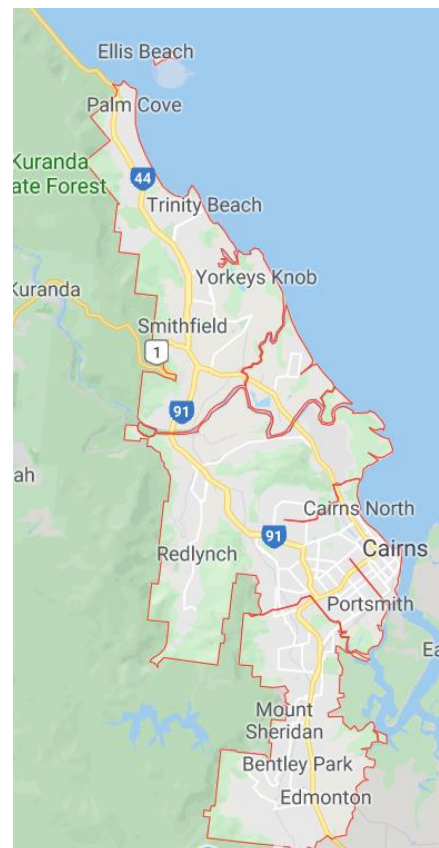 Ellis Beach
Palm Cove
Kuranda
ate Forest
44
Trinity Beach
Yorkeys Knob
Kuranda
Smithfield
1
91
ah
Cairns North
91
Cairns
Redlynch
Portsmith
Ea
Mount
Sheridan
Bentley Park
Edmonton